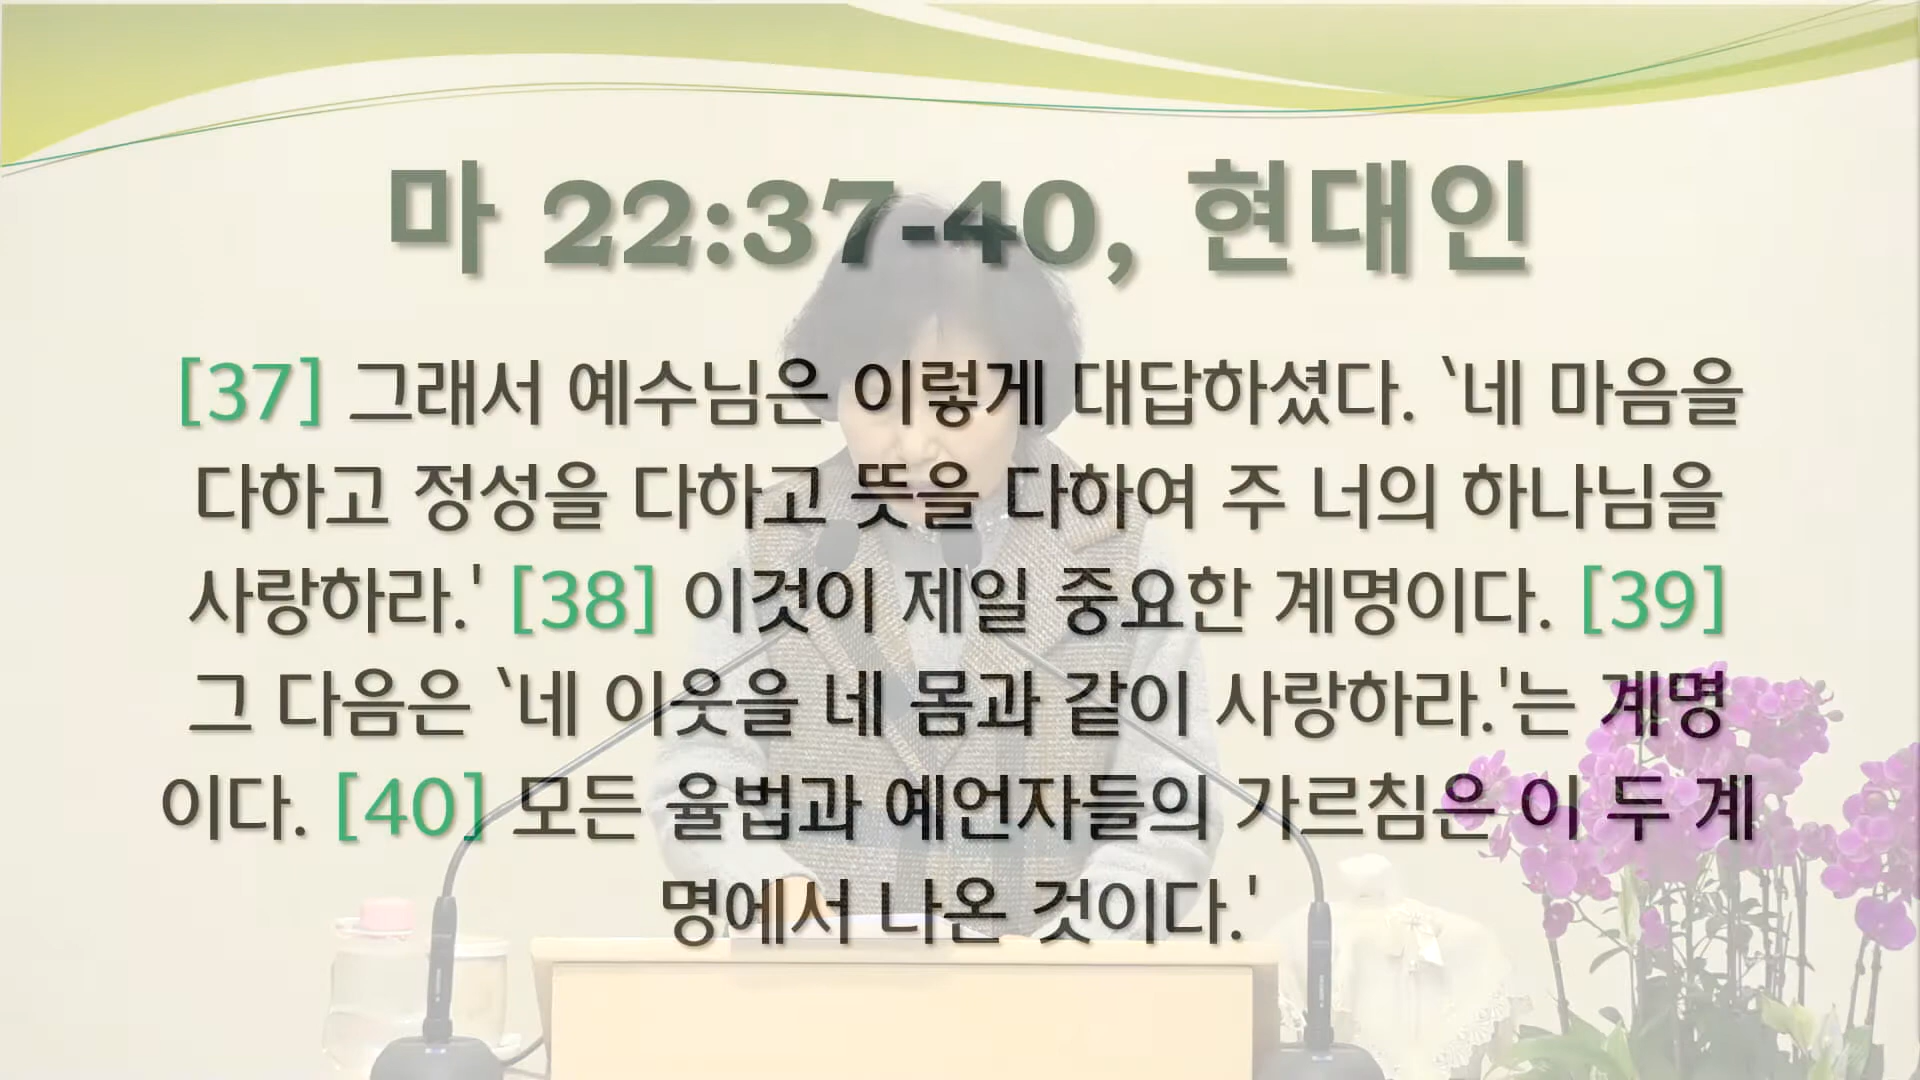 마 22:37-40, 현대인
[37] 그래서 예수님은 이렇게 대답하셨다. `네 마음을
다하고 정성을 다하고 뜻을 다하여 주 너의 하나님을
사랑하라.' [38] 이것이 제일 중요한 계명이다. [39]
그 다음은 `네 이웃을 네 몸과 같이 사랑하라.'는 계명
이다. [40] 모든 율법과 예언자들의 가르침은 이 두 계
명에서 나온 것이다.'